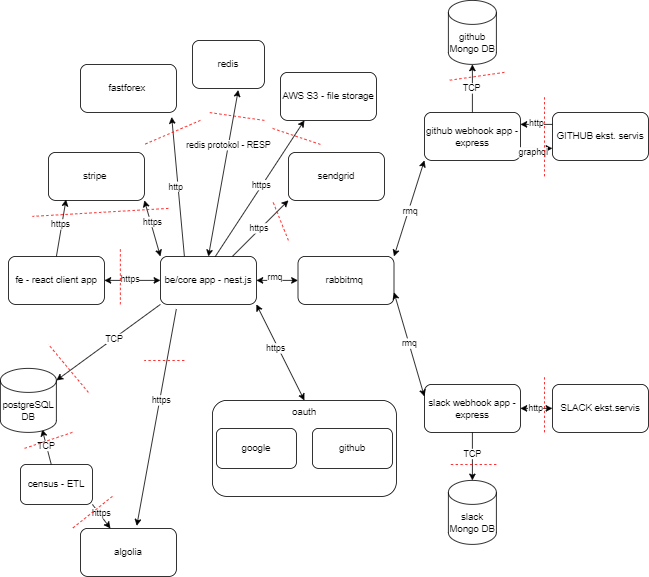 github
Mongo DB
redis
fastforex
AWS S3 - file storage
TCP
github webhook app -
express
http
graphql
GITHUB ekst. servis
redis protokol - RESP
stripe
http
https
sendgrid
rmq
https
https
https
fe - react client app
https
be/core app - nest.js
rmq
rabbitmq
TCP
https
rmq
postgreSQL
DB
https
oauth
google
github
slack webhook app -
express
http
SLACK ekst.servis
TCP
TCP
census - ETL
https
algolia
slack
Mongo DB